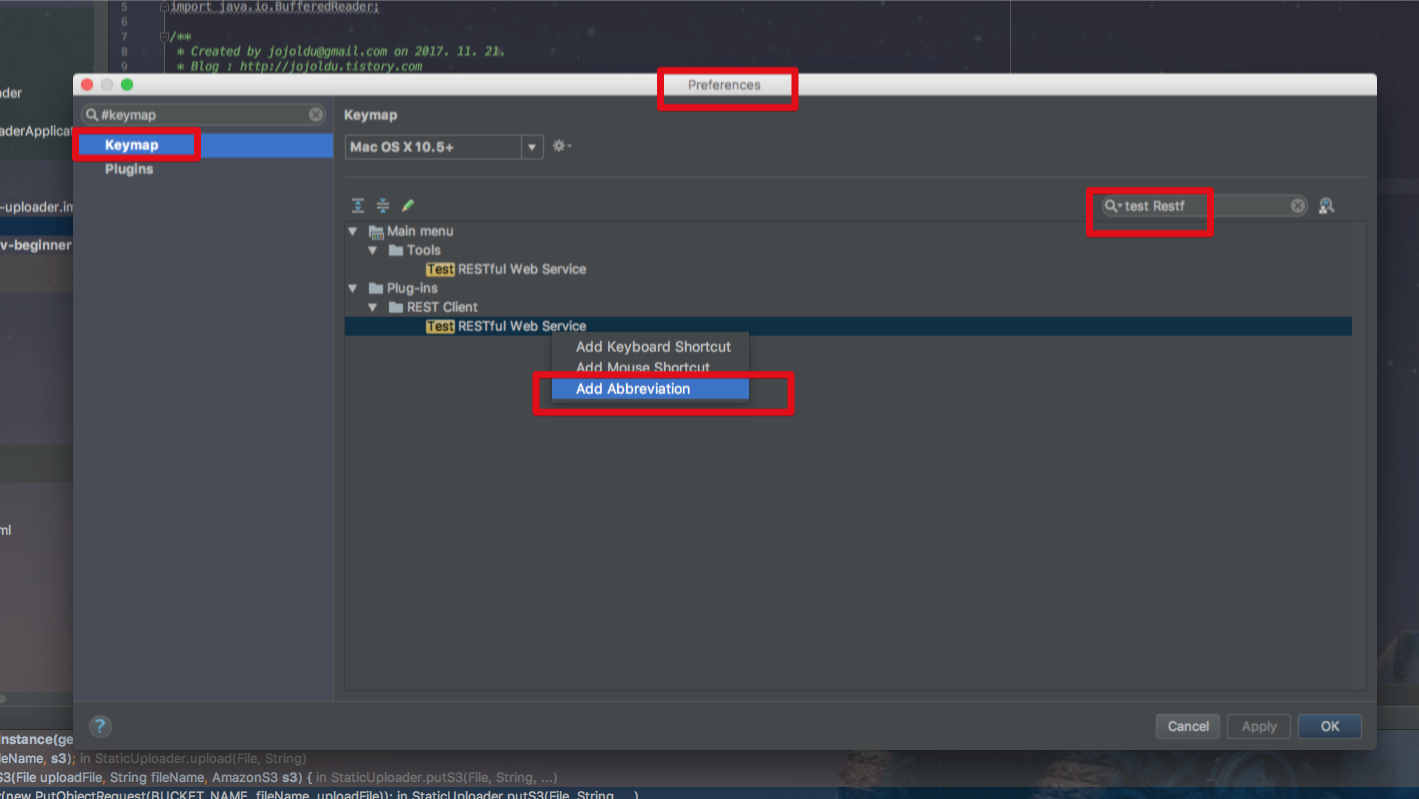 5 import java.io.BufferedReader;
6
7 /**
8 * Created by jojoldu@gmail.com on 2017. 11. 21.
9 * Blog : http://jojoldu.tistory.com
Preferences
ader
aderApplicat
-uploader.im
v-beginner
ml
#keymap
Keymap
Plugins
Keymap
Mac OS X 10.5+
test Restf
Main menu
Tools
Test RESTful Web Service
Plug-ins
REST Client
Test RESTful Web Service
Add Keyboard Shortcut
Add Mouse Shortcut
Add Abbreviation
?
Cancel
Apply
OK
nstance(ge
leName, s3); in StaticUploader.upload(File, String)
S3(File uploadFile, String fileName, AmazonS3 s3) { in StaticUploader.putS3(File, String, ...)
(new PutObjectRequest(BUCKET_NAME, fileName, uploadFile)); in StaticUploader.putS3(File, String, ...)